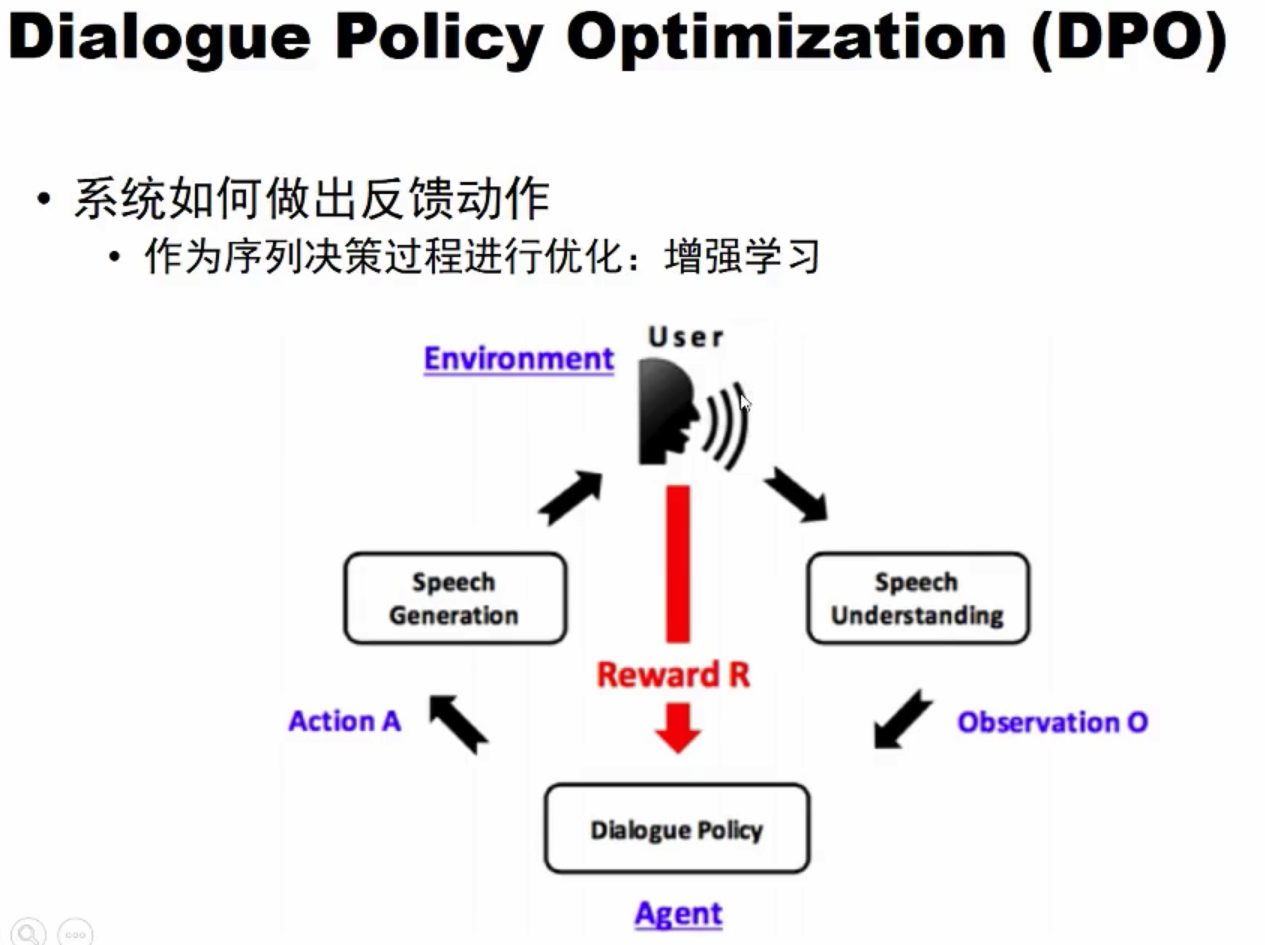 Dialogue Policy Optimization (DPO)
• 系统如何做出反馈动作
• 作为序列决策过程进行优化：增强学习
User
Environment
Speech
Generation
Speech
Understanding
Reward R
Action A
Observation O
Dialogue Policy
Agent